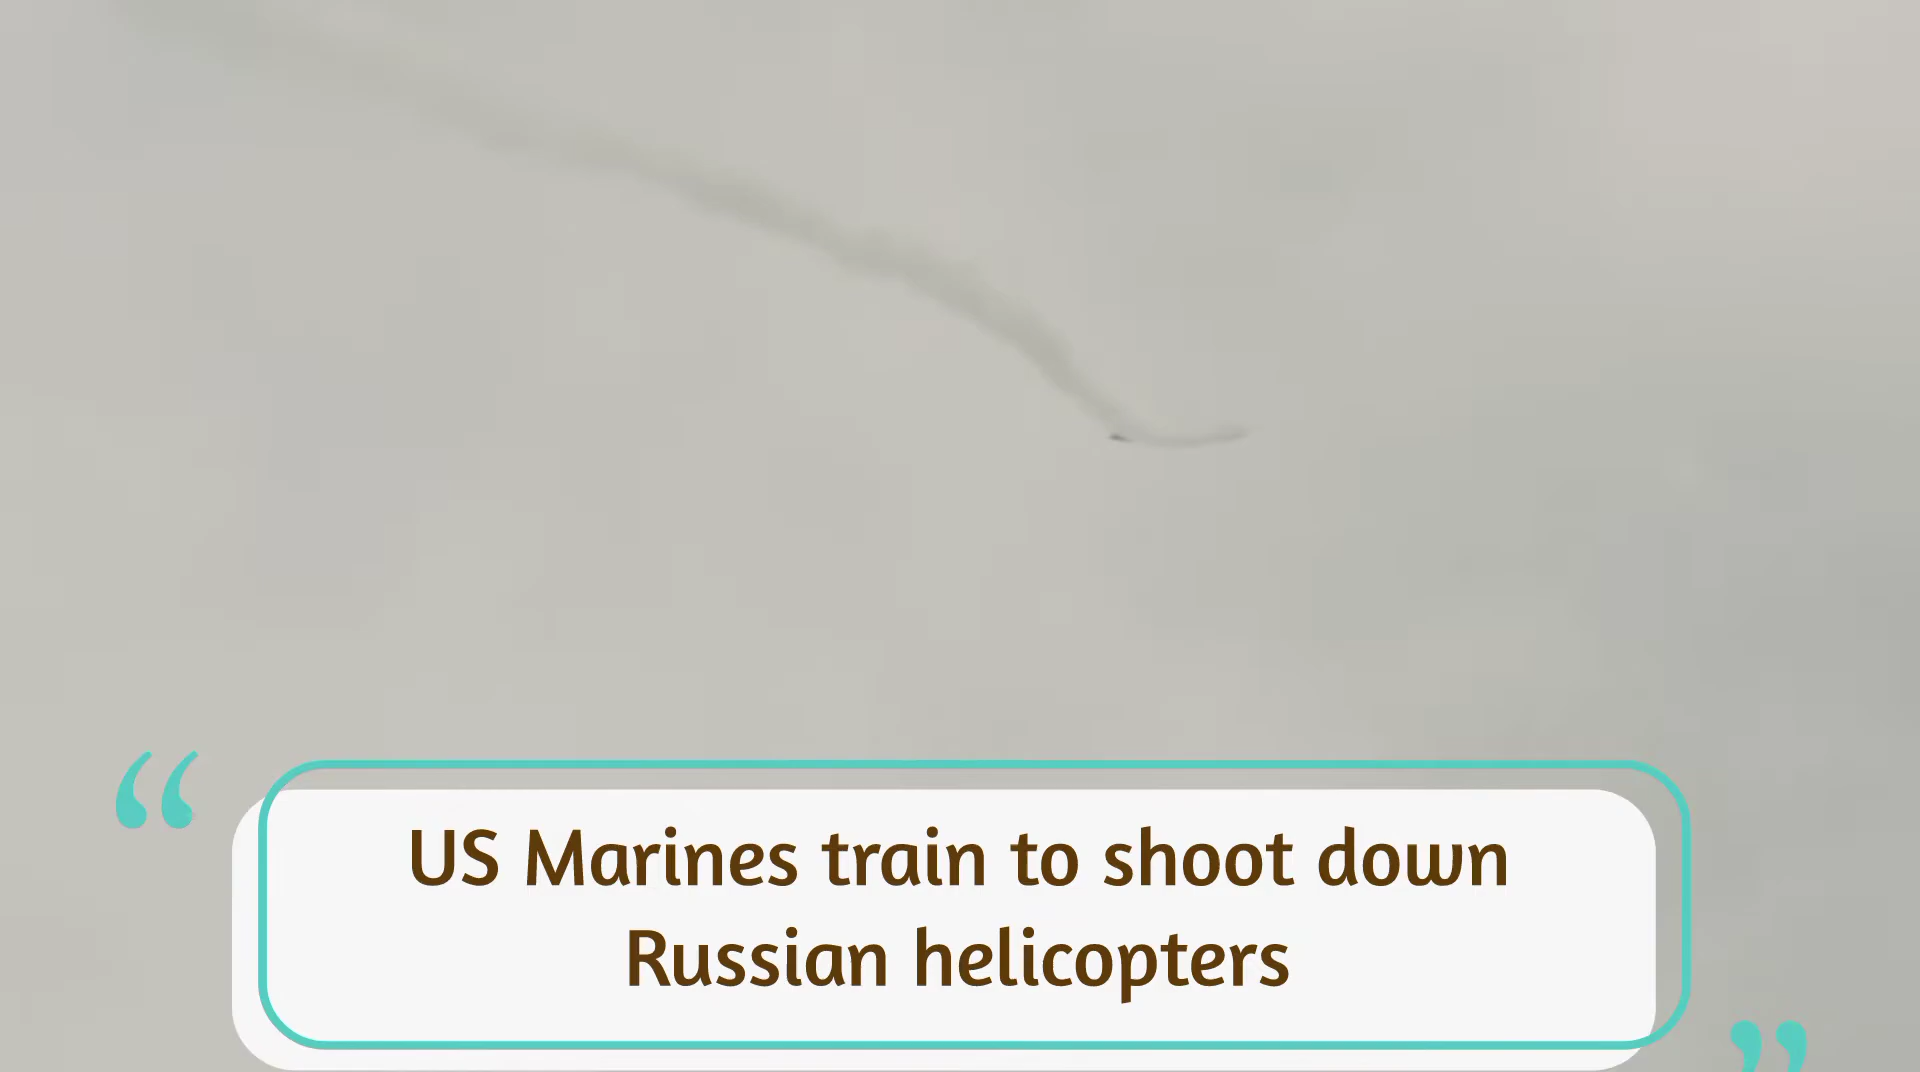 “
US Marines train to shoot down
Russian helicopters
”